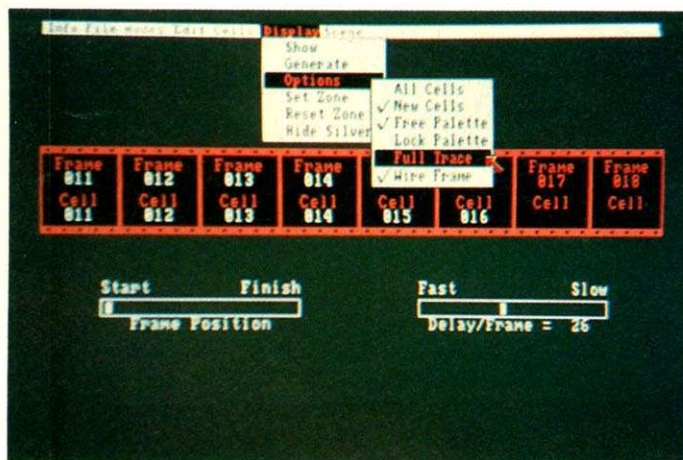 Info File Modes Edit Cells Display Scene
Show
Generate
Options
Set Zone
Reset Zone
Hide Silver
All Cells
✓ New Cells
✓ Free Palette
Lock Palette
Full Trace
✓ Wire Frame
Frame 011 Frame 012 Frame 013 Frame 014 Frame 017 Frame 018
Cell 011 Cell 012 Cell 013 Cell 014 Cell 015 Cell 016 Cell Cell
Start Finish
Frame Position
Fast Slow
Delay/Frame = 26